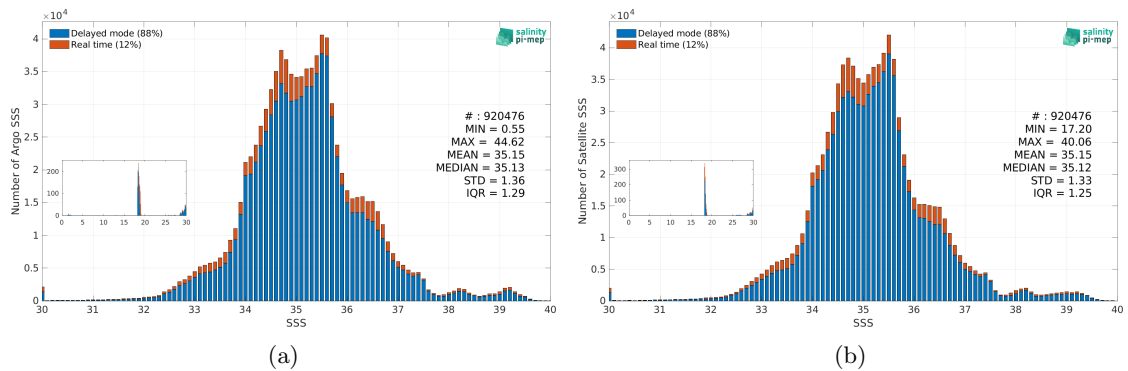 ×10⁴
Delayed mode (88%)
Real time (12%)
salinity
pi-mep
Number of Argo SSS
4
3.5
3
2.5
2
1.5
1
0.5
0
# : 920476
MIN = 0.55
MAX = 44.62
MEAN = 35.15
MEDIAN = 35.13
STD = 1.36
IQR = 1.29
200
100
0
0 5 10 15 20 25 30
30 31 32 33 34 35 36 37 38 39 40
SSS
(a)
×10⁴
Delayed mode (88%)
Real time (12%)
salinity
pi-mep
Number of Satellite SSS
4
3.5
3
2.5
2
1.5
1
0.5
0
# : 920476
MIN = 17.20
MAX = 40.06
MEAN = 35.15
MEDIAN = 35.12
STD = 1.33
IQR = 1.25
300
200
100
0
0 5 10 15 20 25 30
30 31 32 33 34 35 36 37 38 39 40
SSS
(b)